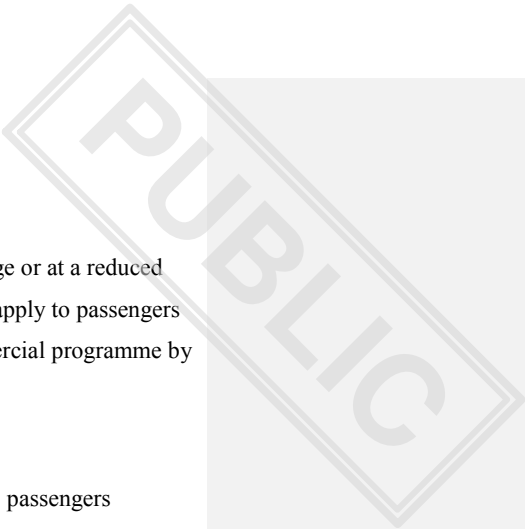 PUBLIC
ge or at a reduced
apply to passengers
ercial programme by
passengers